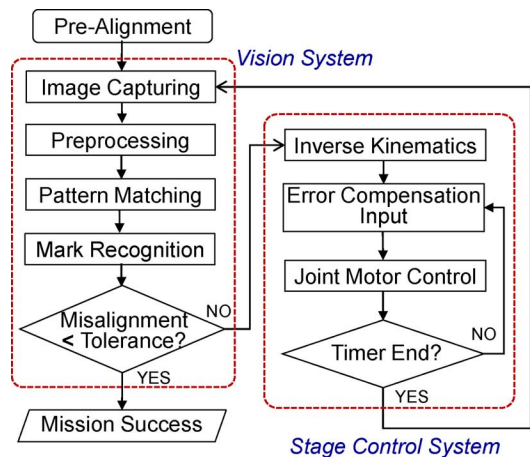 Pre-Alignment
Vision System
Image Capturing
Preprocessing
Pattern Matching
Mark Recognition
Misalignment
< Tolerance?
NO
YES
Mission Success
Inverse Kinematics
Error Compensation
Input
Joint Motor Control
Timer End?
NO
YES
Stage Control System